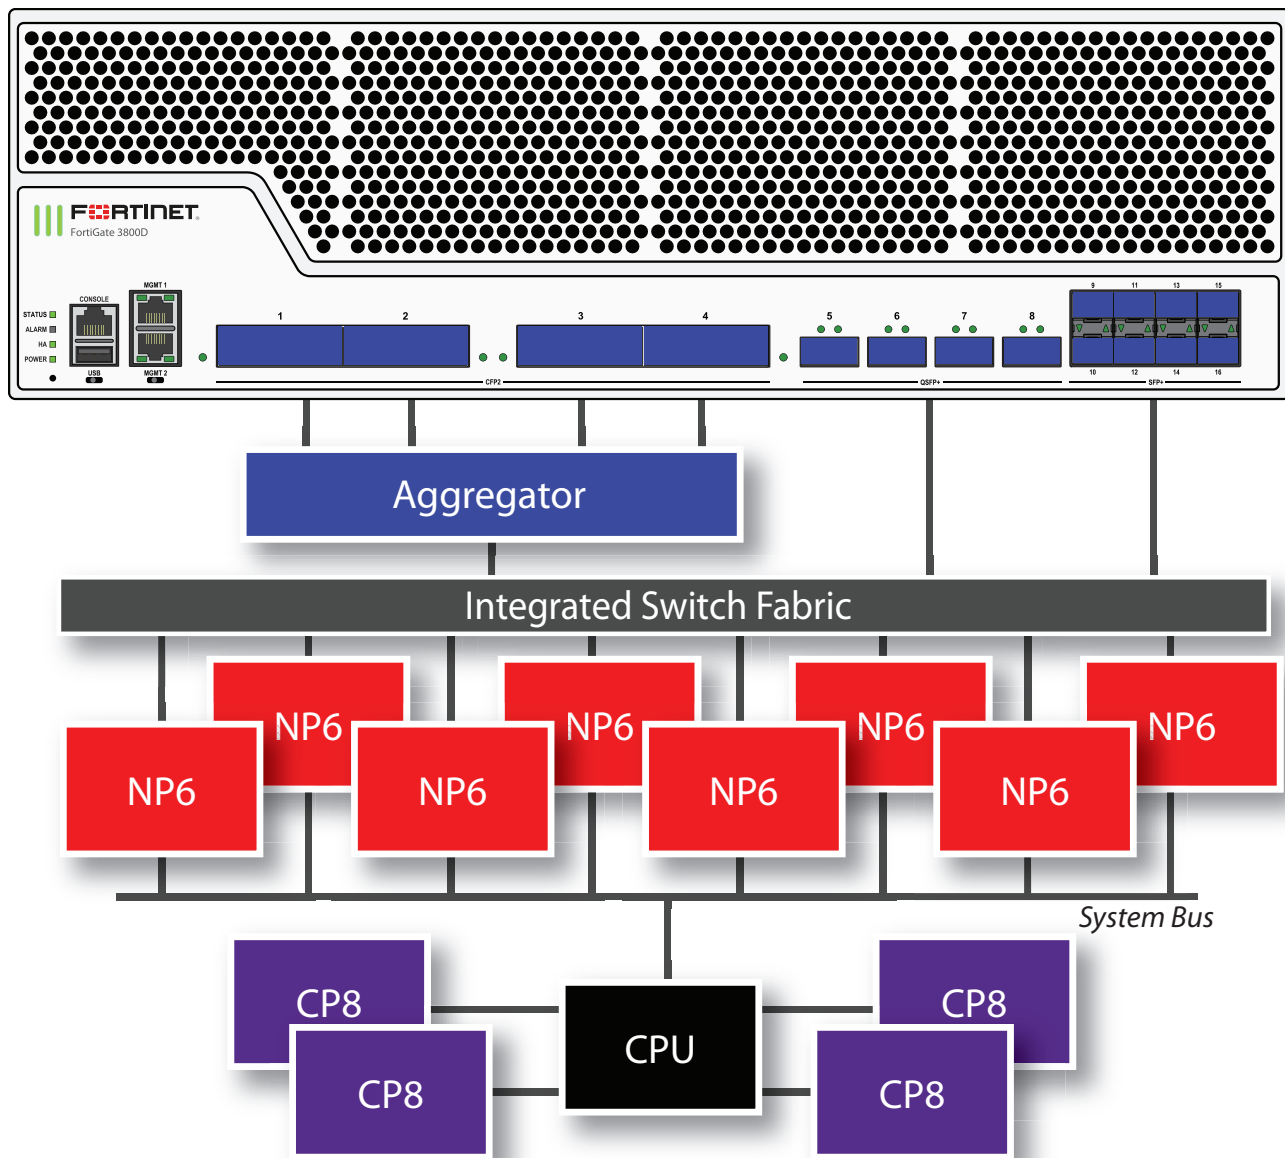 FORTINET
FortiGate 3800D
STATUS
ALARM
HA
POWER
CONSOLE
USB
MGMT 1
MGMT 2
1 2 3 4
CFP2
5 6 7 8
QSFP+
9 11 13 15
10 12 14 16
SFP+
Aggregator
Integrated Switch Fabric
NP6 NP6 NP6 NP6
NP6 NP6 NP6 NP6
System Bus
CP8 CP8
CPU
CP8 CP8